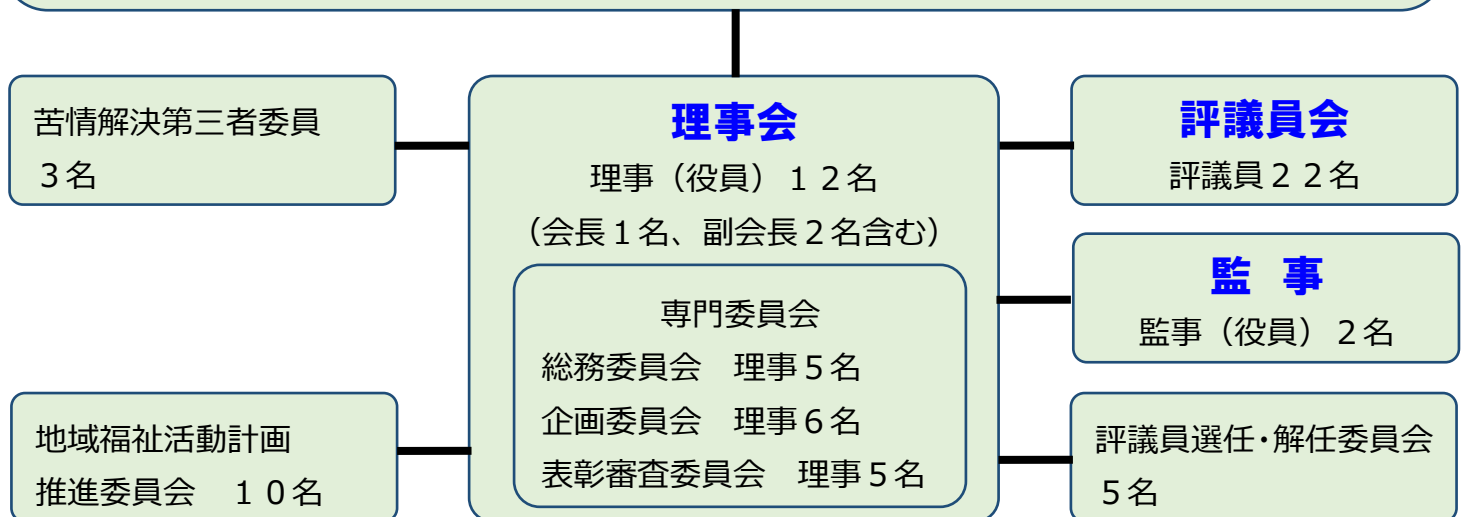 苦情解決第三者委員
３名
理事会
理事（役員）１２名
（会長１名、副会長２名含む）
専門委員会
総務委員会　理事５名
企画委員会　理事６名
表彰審査委員会　理事５名
評議員会
評議員２２名
監　事
監事（役員）２名
地域福祉活動計画
推進委員会　１０名
評議員選任・解任委員会
５名